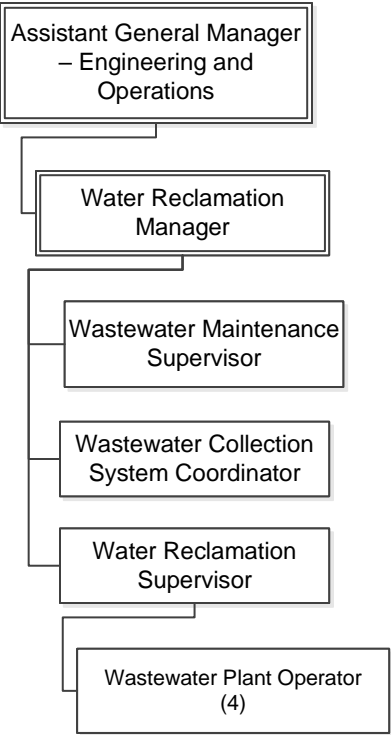 Assistant General Manager
– Engineering and
Operations
Water Reclamation
Manager
Wastewater Maintenance
Supervisor
Wastewater Collection
System Coordinator
Water Reclamation
Supervisor
Wastewater Plant Operator
(4)